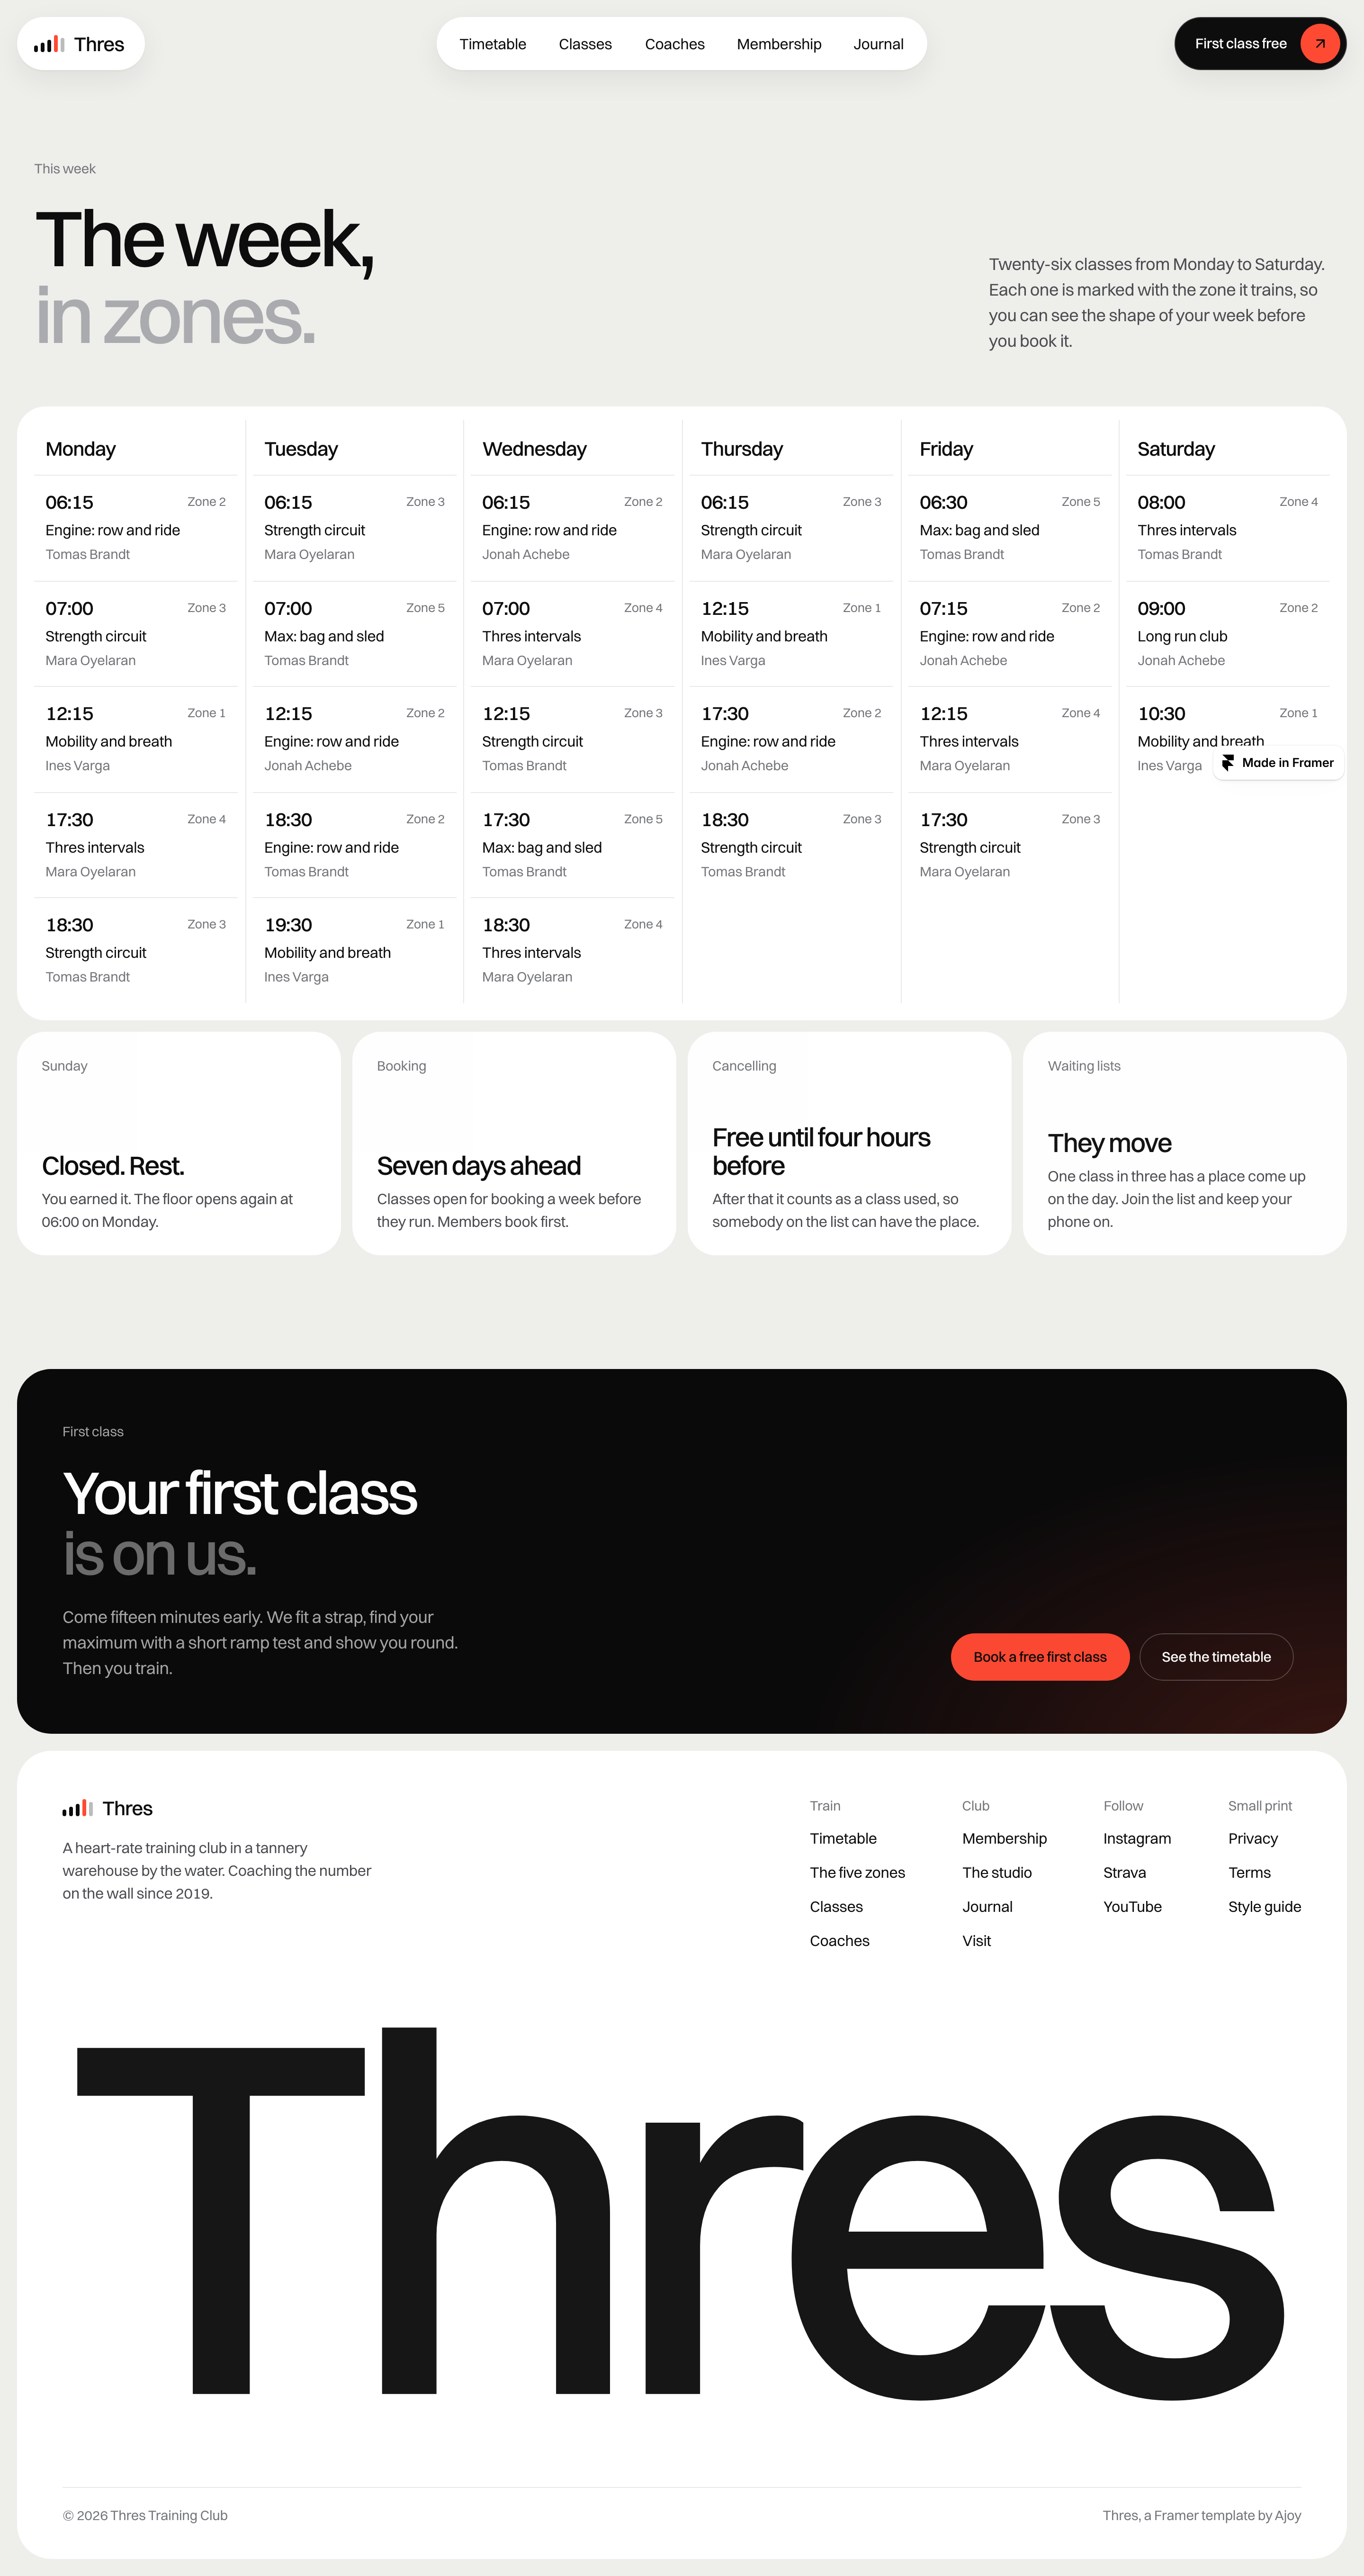 Thres
Timetable
Classes
Coaches
Membership
Journal
First class free
This week
The week,
in zones.
Twenty-six classes from Monday to Saturday.
Each one is marked with the zone it trains, so
you can see the shape of your week before
you book it.
Monday
06:15 Zone 2
Engine: row and ride
Tomas Brandt
07:00 Zone 3
Strength circuit
Mara Oyelaran
12:15 Zone 1
Mobility and breath
Ines Varga
17:30 Zone 4
Thres intervals
Mara Oyelaran
18:30 Zone 3
Strength circuit
Tomas Brandt
Tuesday
06:15 Zone 3
Strength circuit
Mara Oyelaran
07:00 Zone 5
Max: bag and sled
Tomas Brandt
12:15 Zone 2
Engine: row and ride
Jonah Achebe
18:30 Zone 2
Engine: row and ride
Tomas Brandt
19:30 Zone 1
Mobility and breath
Ines Varga
Wednesday
06:15 Zone 2
Engine: row and ride
Jonah Achebe
07:00 Zone 4
Thres intervals
Mara Oyelaran
12:15 Zone 3
Strength circuit
Tomas Brandt
17:30 Zone 5
Max: bag and sled
Tomas Brandt
18:30 Zone 4
Thres intervals
Mara Oyelaran
Thursday
06:15 Zone 3
Strength circuit
Mara Oyelaran
12:15 Zone 1
Mobility and breath
Ines Varga
17:30 Zone 2
Engine: row and ride
Jonah Achebe
18:30 Zone 3
Strength circuit
Tomas Brandt
Friday
06:30 Zone 5
Max: bag and sled
Tomas Brandt
07:15 Zone 2
Engine: row and ride
Jonah Achebe
12:15 Zone 4
Thres intervals
Mara Oyelaran
17:30 Zone 3
Strength circuit
Mara Oyelaran
Saturday
08:00 Zone 4
Thres intervals
Tomas Brandt
09:00 Zone 2
Long run club
Jonah Achebe
10:30 Zone 1
Mobility and breath
Ines Varga
Made in Framer
Sunday
Closed. Rest.
You earned it. The floor opens again at
06:00 on Monday.
Booking
Seven days ahead
Classes open for booking a week before
they run. Members book first.
Cancelling
Free until four hours
before
After that it counts as a class used, so
somebody on the list can have the place.
Waiting lists
They move
One class in three has a place come up
on the day. Join the list and keep your
phone on.
First class
Your first class
is on us.
Come fifteen minutes early. We fit a strap, find your
maximum with a short ramp test and show you round.
Then you train.
Book a free first class
See the timetable
Thres
A heart-rate training club in a tannery
warehouse by the water. Coaching the number
on the wall since 2019.
Train
Timetable
The five zones
Classes
Coaches
Club
Membership
The studio
Journal
Visit
Follow
Instagram
Strava
YouTube
Small print
Privacy
Terms
Style guide
Thres
© 2026 Thres Training Club
Thres, a Framer template by Ajoy